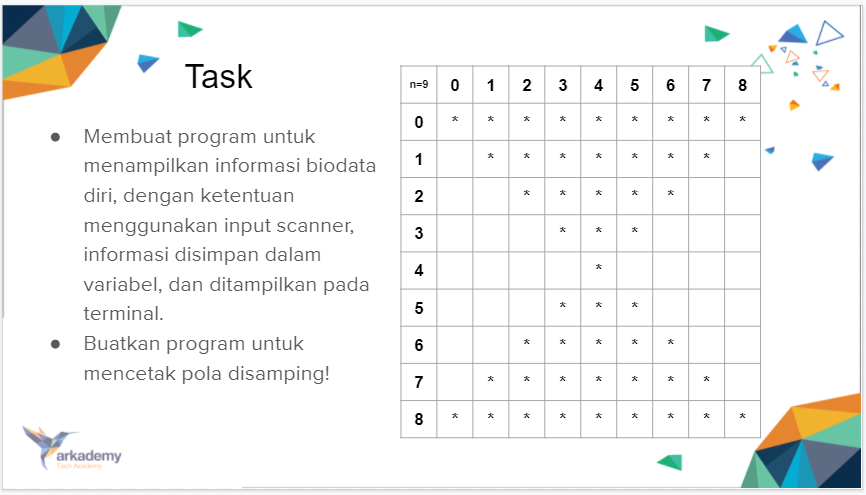 Task
● Membuat program untuk
menampilkan informasi biodata
diri, dengan ketentuan
menggunakan input scanner,
informasi disimpan dalam
variabel, dan ditampilkan pada
terminal.
● Buatkan program untuk
mencetak pola disamping!
n=9 0 1 2 3 4 5 6 7 8
0 * * * * * * * * *
1 * * * * * * *
2 * * * * *
3 * * *
4 *
5 * * *
6 * * * * *
7 * * * * * * *
8 * * * * * * * * *
arkademy
Tech Academy